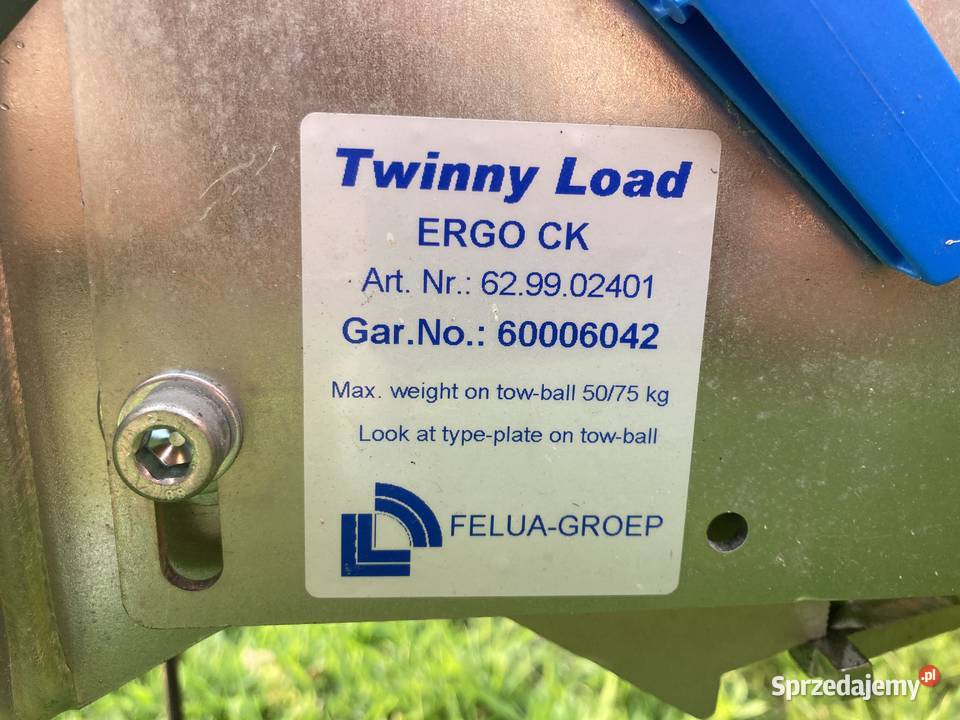 Twinny Load
ERGO CK
Art. Nr.: 62.99.02401
Gar.No.: 60006042
Max. weight on tow-ball 50/75 kg
Look at type-plate on tow-ball
FELUA-GROEP
Sprzedajemy.pl